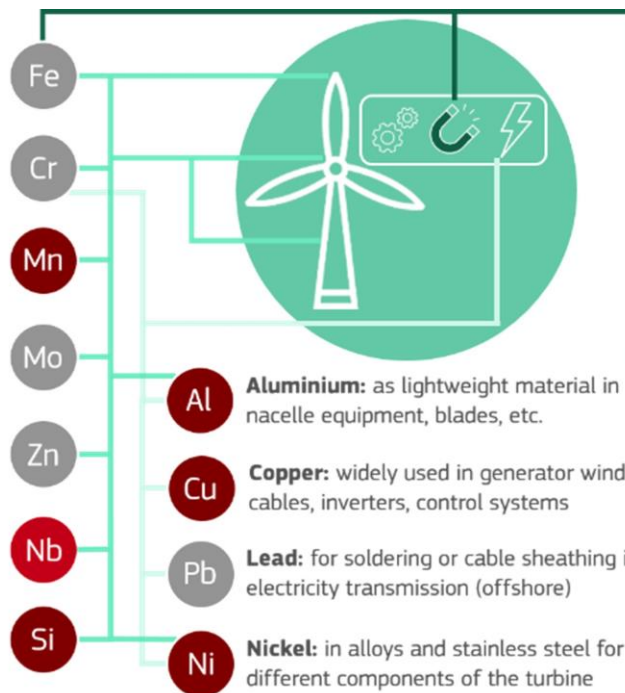 Fe
Cr
Mn
Mo
Zn
Nb
Si
Al
Aluminium: as lightweight material in
nacelle equipment, blades, etc.
Cu
Copper: widely used in generator wind
cables, inverters, control systems
Pb
Lead: for soldering or cable sheathing i
electricity transmission (offshore)
Ni
Nickel: in alloys and stainless steel for
different components of the turbine